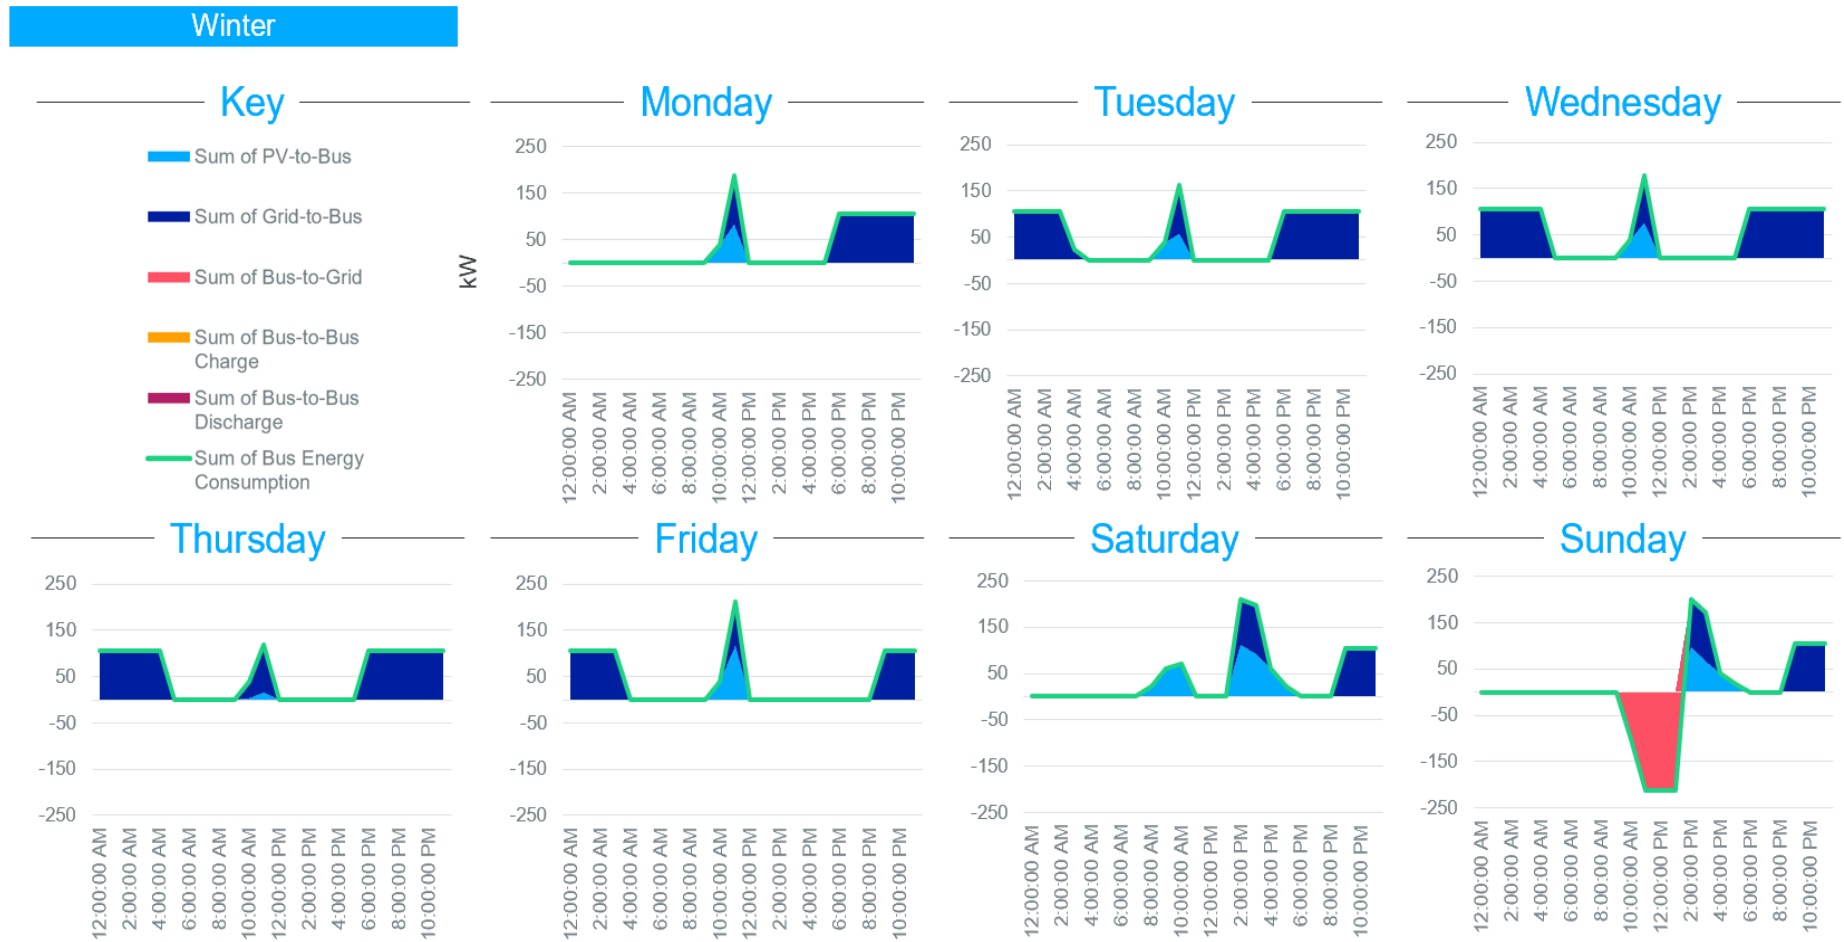 Winter
Key
Sum of PV-to-Bus
Sum of Grid-to-Bus
Sum of Bus-to-Grid
Sum of Bus-to-Bus
Charge
Sum of Bus-to-Bus
Discharge
Sum of Bus Energy
Consumption
Monday
kW
250
150
50
-50
-150
-250
12:00:00 AM
2:00:00 AM
4:00:00 AM
6:00:00 AM
8:00:00 AM
10:00:00 AM
12:00:00 PM
2:00:00 PM
4:00:00 PM
6:00:00 PM
8:00:00 PM
10:00:00 PM
Tuesday
250
150
50
-50
-150
-250
12:00:00 AM
2:00:00 AM
4:00:00 AM
6:00:00 AM
8:00:00 AM
10:00:00 AM
12:00:00 PM
2:00:00 PM
4:00:00 PM
6:00:00 PM
8:00:00 PM
10:00:00 PM
Wednesday
250
150
50
-50
-150
-250
12:00:00 AM
2:00:00 AM
4:00:00 AM
6:00:00 AM
8:00:00 AM
10:00:00 AM
12:00:00 PM
2:00:00 PM
4:00:00 PM
6:00:00 PM
8:00:00 PM
10:00:00 PM
Thursday
250
150
50
-50
-150
-250
12:00:00 AM
2:00:00 AM
4:00:00 AM
6:00:00 AM
8:00:00 AM
10:00:00 AM
12:00:00 PM
2:00:00 PM
4:00:00 PM
6:00:00 PM
8:00:00 PM
10:00:00 PM
Friday
250
150
50
-50
-150
-250
12:00:00 AM
2:00:00 AM
4:00:00 AM
6:00:00 AM
8:00:00 AM
10:00:00 AM
12:00:00 PM
2:00:00 PM
4:00:00 PM
6:00:00 PM
8:00:00 PM
10:00:00 PM
Saturday
250
150
50
-50
-150
-250
12:00:00 AM
2:00:00 AM
4:00:00 AM
6:00:00 AM
8:00:00 AM
10:00:00 AM
12:00:00 PM
2:00:00 PM
4:00:00 PM
6:00:00 PM
8:00:00 PM
10:00:00 PM
Sunday
250
150
50
-50
-150
-250
12:00:00 AM
2:00:00 AM
4:00:00 AM
6:00:00 AM
8:00:00 AM
10:00:00 AM
12:00:00 PM
2:00:00 PM
4:00:00 PM
6:00:00 PM
8:00:00 PM
10:00:00 PM